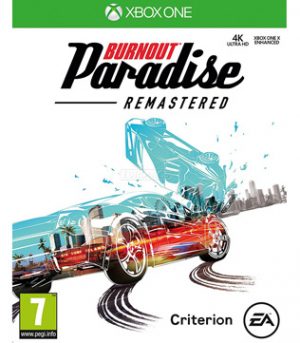 XBOX ONE
BURNOUT
Paradise
REMASTERED
4K
ULTRA HD
XBOX ONE X
ENHANCED
7
www.pegi.info
Criterion
EA